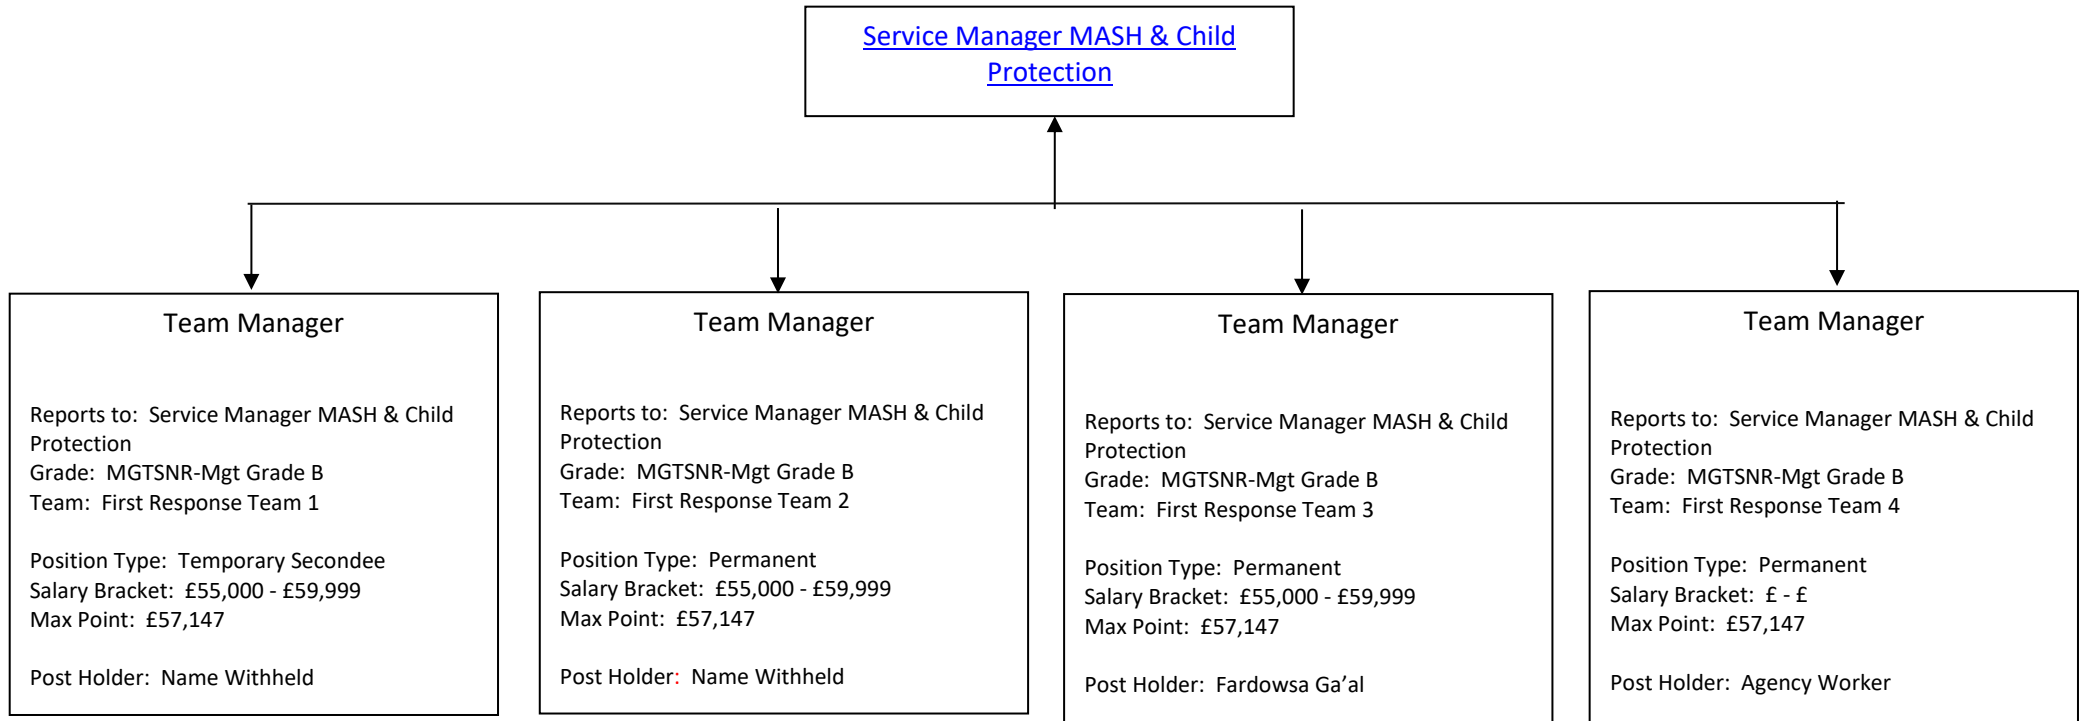 Service Manager MASH & Child
Protection
Team Manager
Reports to: Service Manager MASH & Child
Protection
Grade: MGTSNR-Mgt Grade B
Team: First Response Team 1
Position Type: Temporary Secondee
Salary Bracket: £55,000 - £59,999
Max Point: £57,147
Post Holder: Name Withheld
Team Manager
Reports to: Service Manager MASH & Child
Protection
Grade: MGTSNR-Mgt Grade B
Team: First Response Team 2
Position Type: Permanent
Salary Bracket: £55,000 - £59,999
Max Point: £57,147
Post Holder: Name Withheld
Team Manager
Reports to: Service Manager MASH & Child
Protection
Grade: MGTSNR-Mgt Grade B
Team: First Response Team 3
Position Type: Permanent
Salary Bracket: £55,000 - £59,999
Max Point: £57,147
Post Holder: Fardowsa Ga’al
Team Manager
Reports to: Service Manager MASH & Child
Protection
Grade: MGTSNR-Mgt Grade B
Team: First Response Team 4
Position Type: Permanent
Salary Bracket: £ - £
Max Point: £57,147
Post Holder: Agency Worker